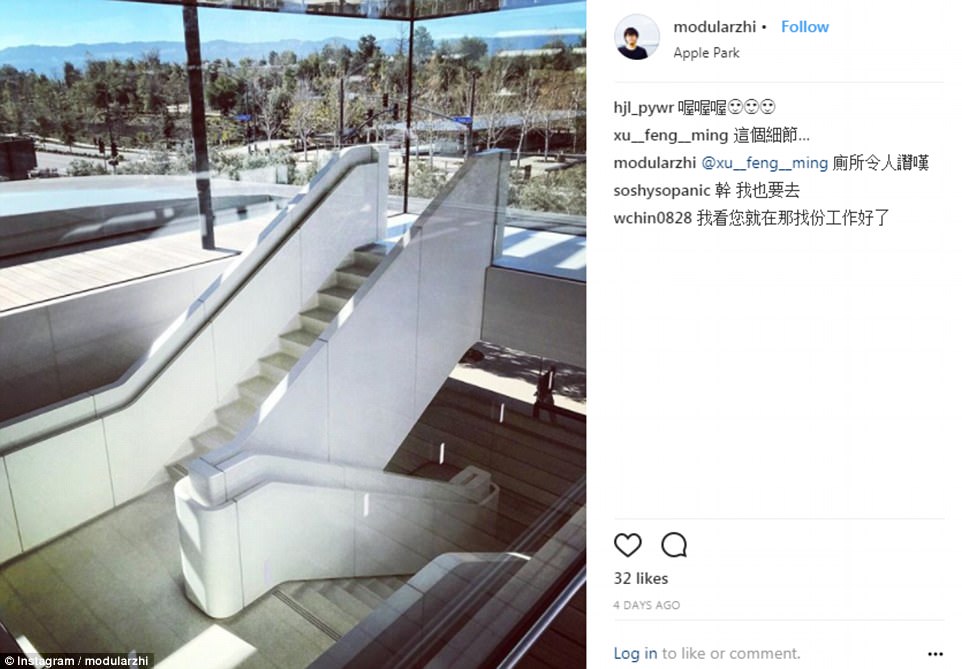 modularzhi • Follow
Apple Park
hjl_pywr 喔喔喔🙂🙂🙂
xu__feng__ming 這個細節...
modularzhi @xu__feng__ming 廁所令人讚嘆
soshysopanic 幹 我也要去
wchin0828 我看您就在那找份工作好了
32 likes
4 DAYS AGO
Log in to like or comment.
© Instagram / modularzhi